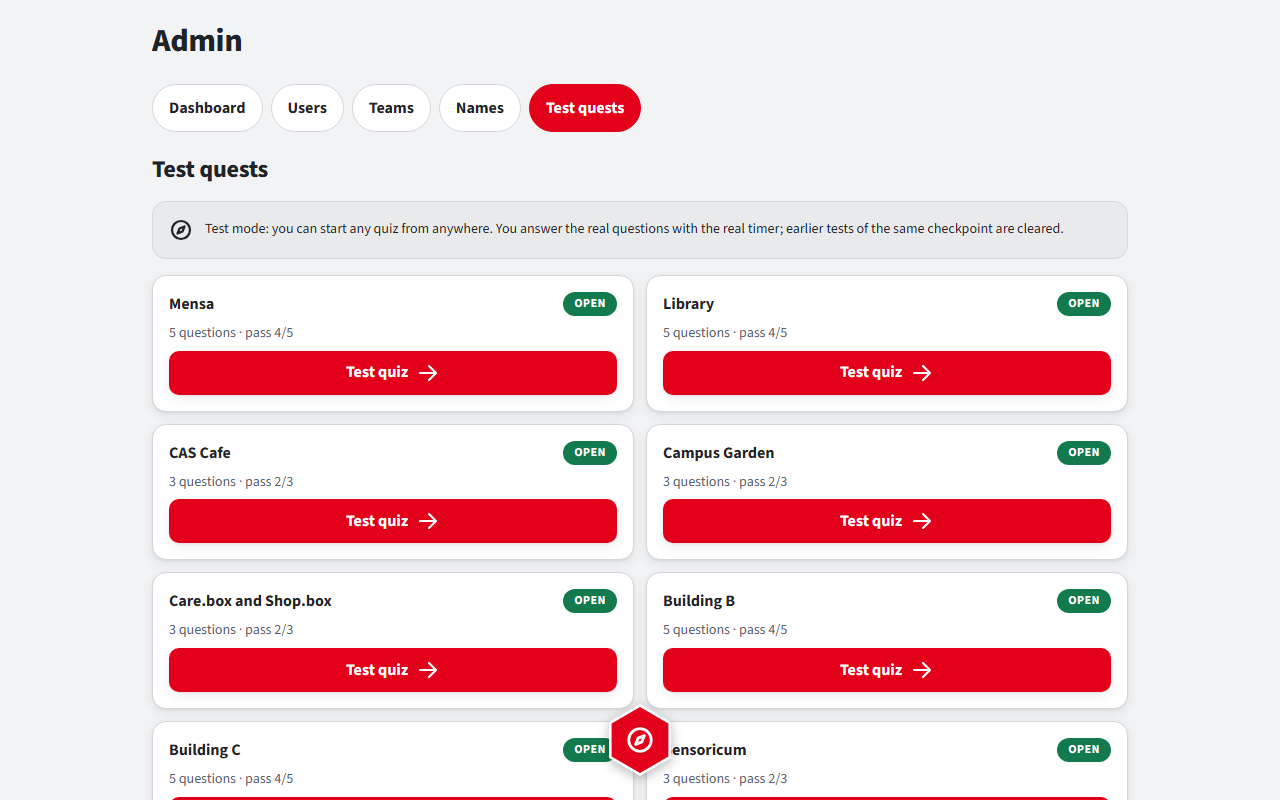 Admin
Dashboard Users Teams Names Test quests
Test quests
Test mode: you can start any quiz from anywhere. You answer the real questions with the real timer; earlier tests of the same checkpoint are cleared.
Mensa OPEN
5 questions · pass 4/5
Test quiz
Library OPEN
5 questions · pass 4/5
Test quiz
CAS Cafe OPEN
3 questions · pass 2/3
Test quiz
Campus Garden OPEN
3 questions · pass 2/3
Test quiz
Care.box and Shop.box OPEN
3 questions · pass 2/3
Test quiz
Building B OPEN
5 questions · pass 4/5
Test quiz
Building C OPEN
5 questions · pass 4/5
ensoricum OPEN
3 questions · pass 2/3